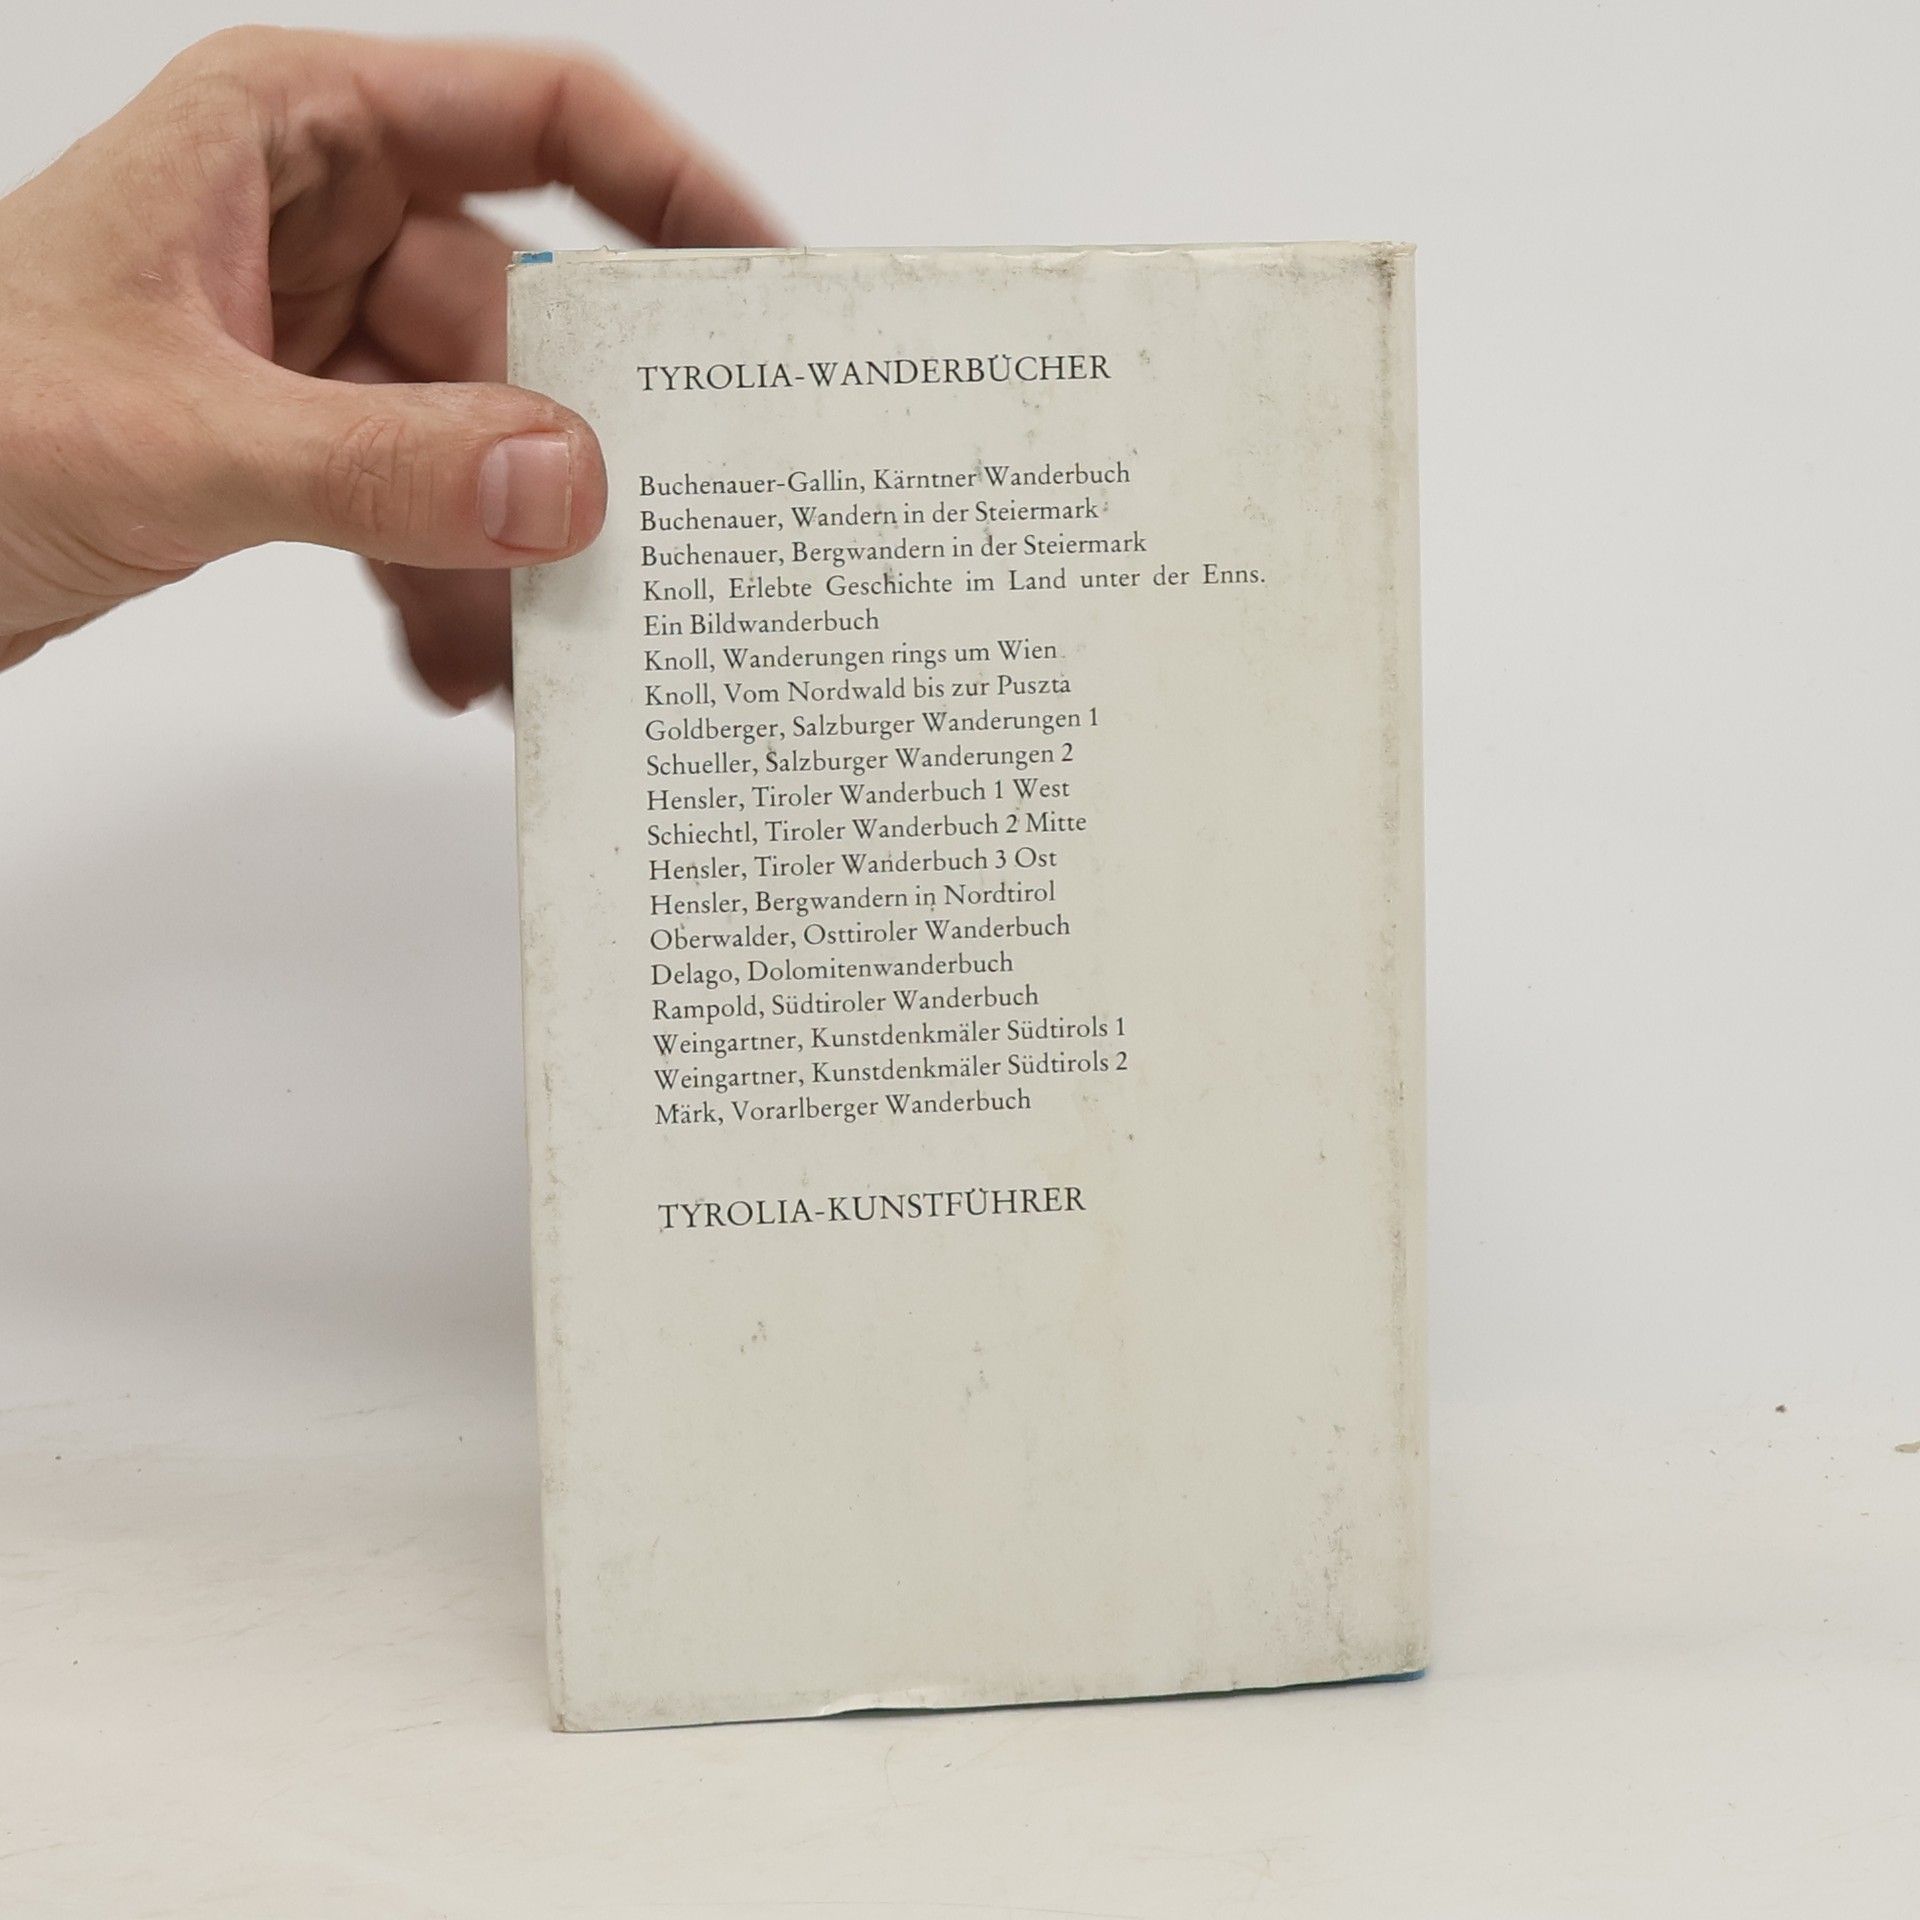 TYROLIA-WANDERBÜCHER
Buchenauer-Gallin, Kärntner Wanderbuch
Buchenauer, Wandern in der Steiermark
Buchenauer, Bergwandern in der Steiermark
Knoll, Erlebte Geschichte im Land unter der Enns.
Ein Bildwanderbuch
Knoll, Wanderungen rings um Wien
Knoll, Vom Nordwald bis zur Puszta
Goldberger, Salzburger Wanderungen 1
Schueller, Salzburger Wanderungen 2
Hensler, Tiroler Wanderbuch 1 West
Schiechtl, Tiroler Wanderbuch 2 Mitte
Hensler, Tiroler Wanderbuch 3 Ost
Hensler, Bergwandern in Nordtirol
Oberwalder, Osttiroler Wanderbuch
Delago, Dolomitenwanderbuch
Rampold, Südtiroler Wanderbuch
Weingartner, Kunstdenkmäler Südtirols 1
Weingartner, Kunstdenkmäler Südtirols 2
Märk, Vorarlberger Wanderbuch
TYROLIA-KUNSTFÜHRER